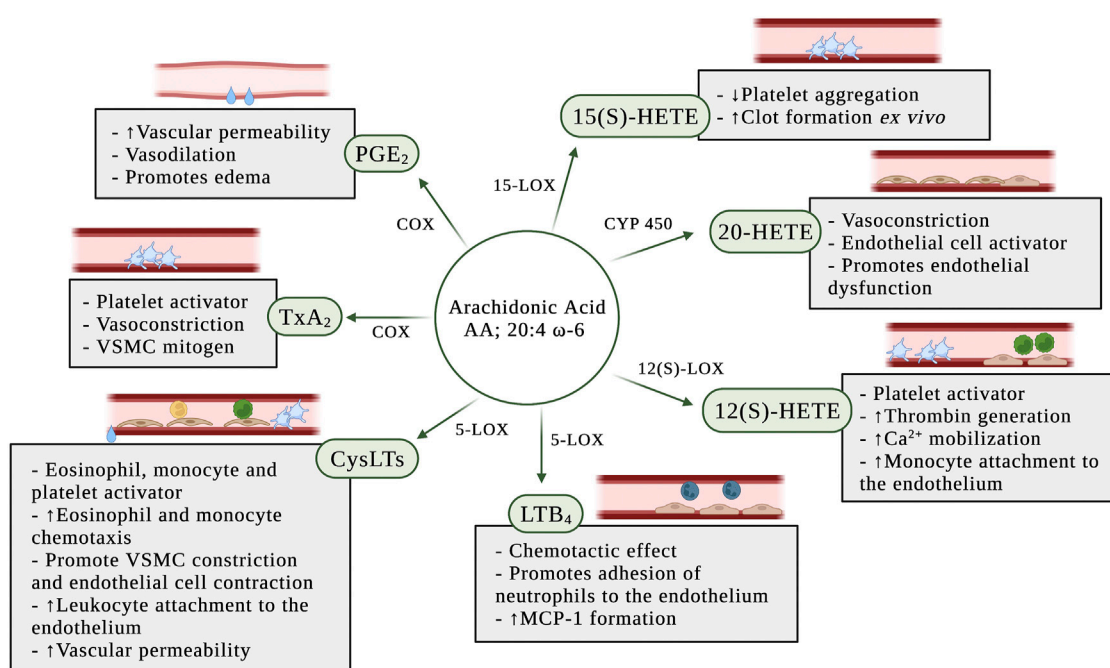 - ↓Platelet aggregation
- ↑Clot formation ex vivo
15(S)-HETE
15-LOX
- ↑Vascular permeability
- Vasodilation
- Promotes edema
PGE₂
COX
CYP 450
20-HETE
- Vasoconstriction
- Endothelial cell activator
- Promotes endothelial
dysfunction
- Platelet activator
- Vasoconstriction
- VSMC mitogen
TxA₂
COX
Arachidonic Acid
AA; 20:4 ω-6
12(S)-LOX
12(S)-HETE
- Platelet activator
- ↑Thrombin generation
- ↑Ca²⁺ mobilization
- ↑Monocyte attachment to
the endothelium
5-LOX
CysLTs
- Eosinophil, monocyte and
platelet activator
- ↑Eosinophil and monocyte
chemotaxis
- Promote VSMC constriction
and endothelial cell contraction
- ↑Leukocyte attachment to the
endothelium
- ↑Vascular permeability
5-LOX
LTB₄
- Chemotactic effect
- Promotes adhesion of
neutrophils to the endothelium
- ↑MCP-1 formation